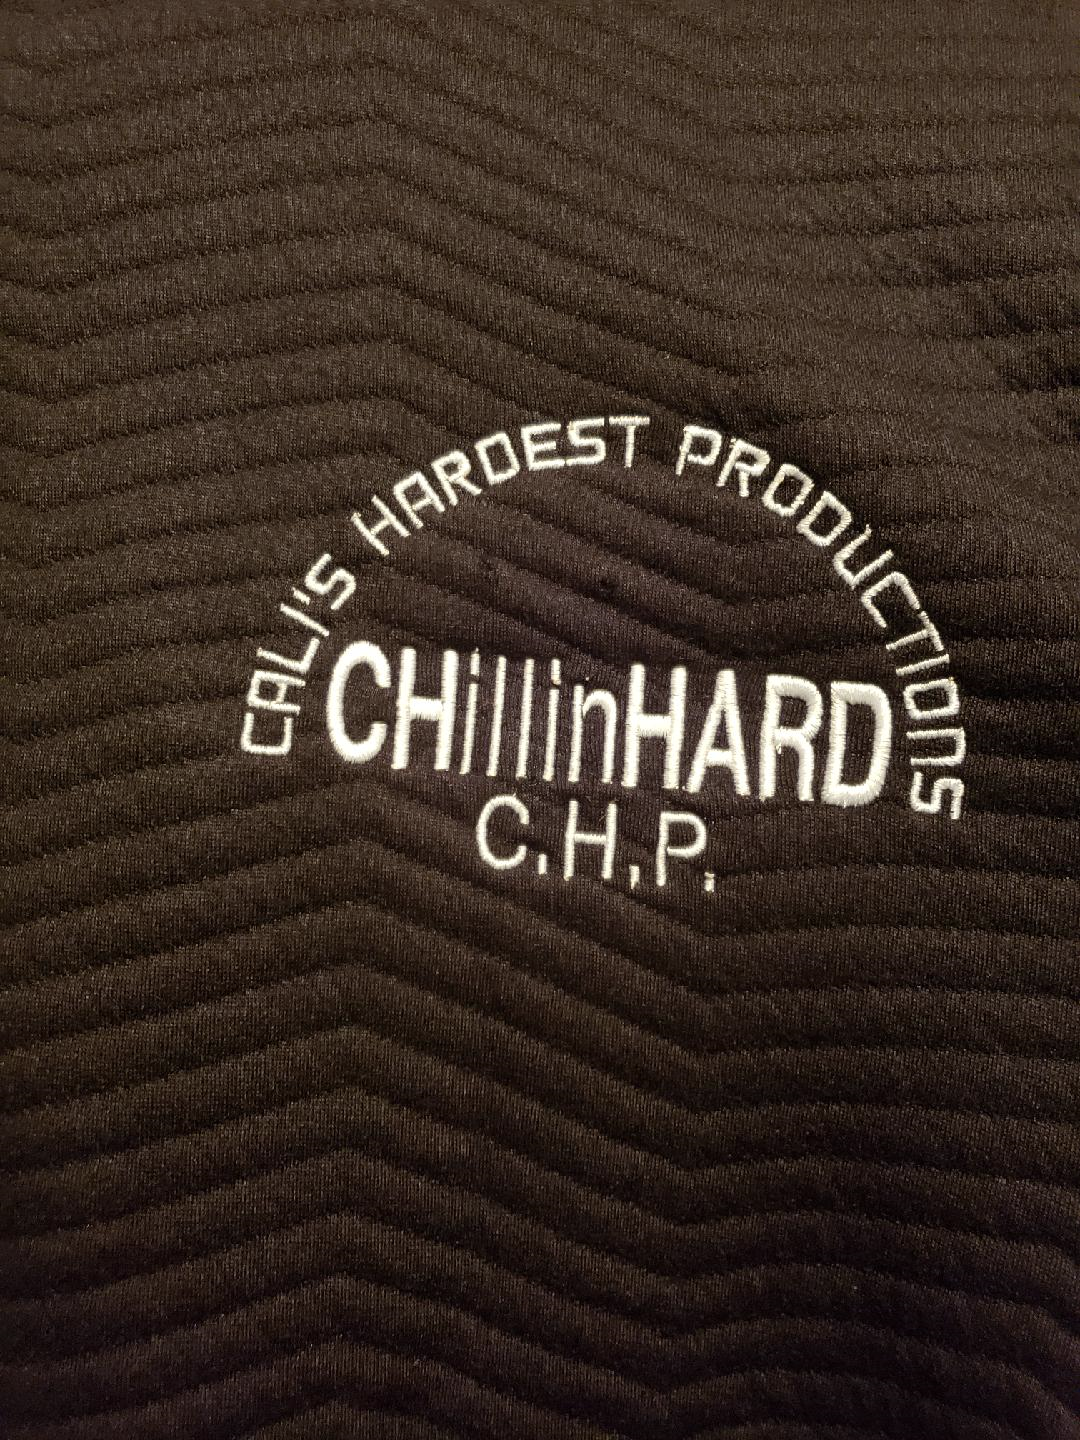 CALI'S HARDEST PRODUCTIONS
CHillinHARD
C.H.P.